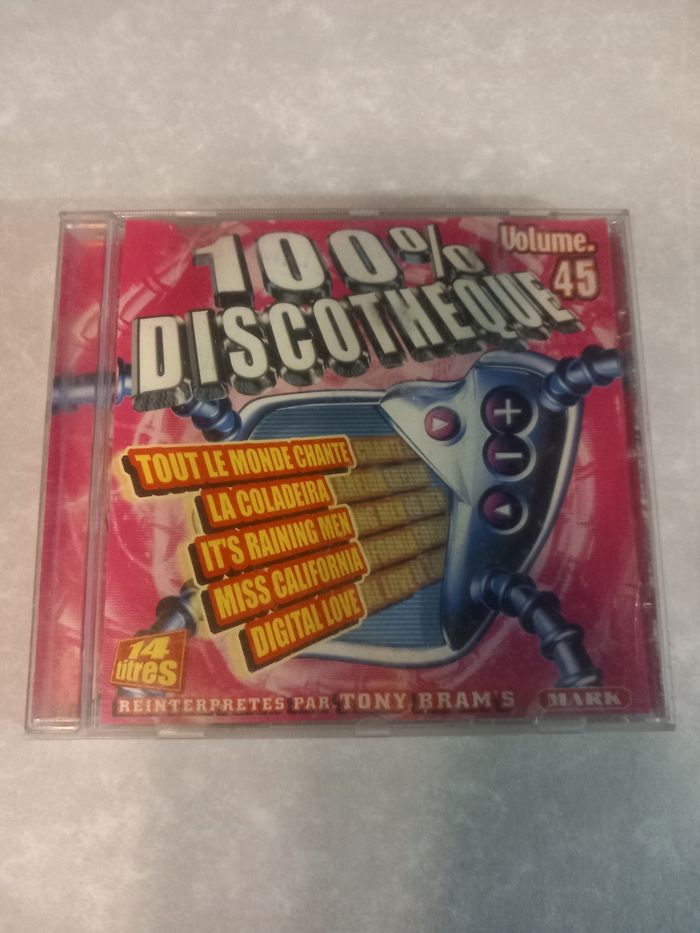 100%
DISCOTHEQUE
Volume.
45
TOUT LE MONDE CHANTE
LA COLADEIRA
IT'S RAINING MEN
MISS CALIFORNIA
DIGITAL LOVE
14
titres
REINTERPRETES PAR TONY BRAM'S
MARK